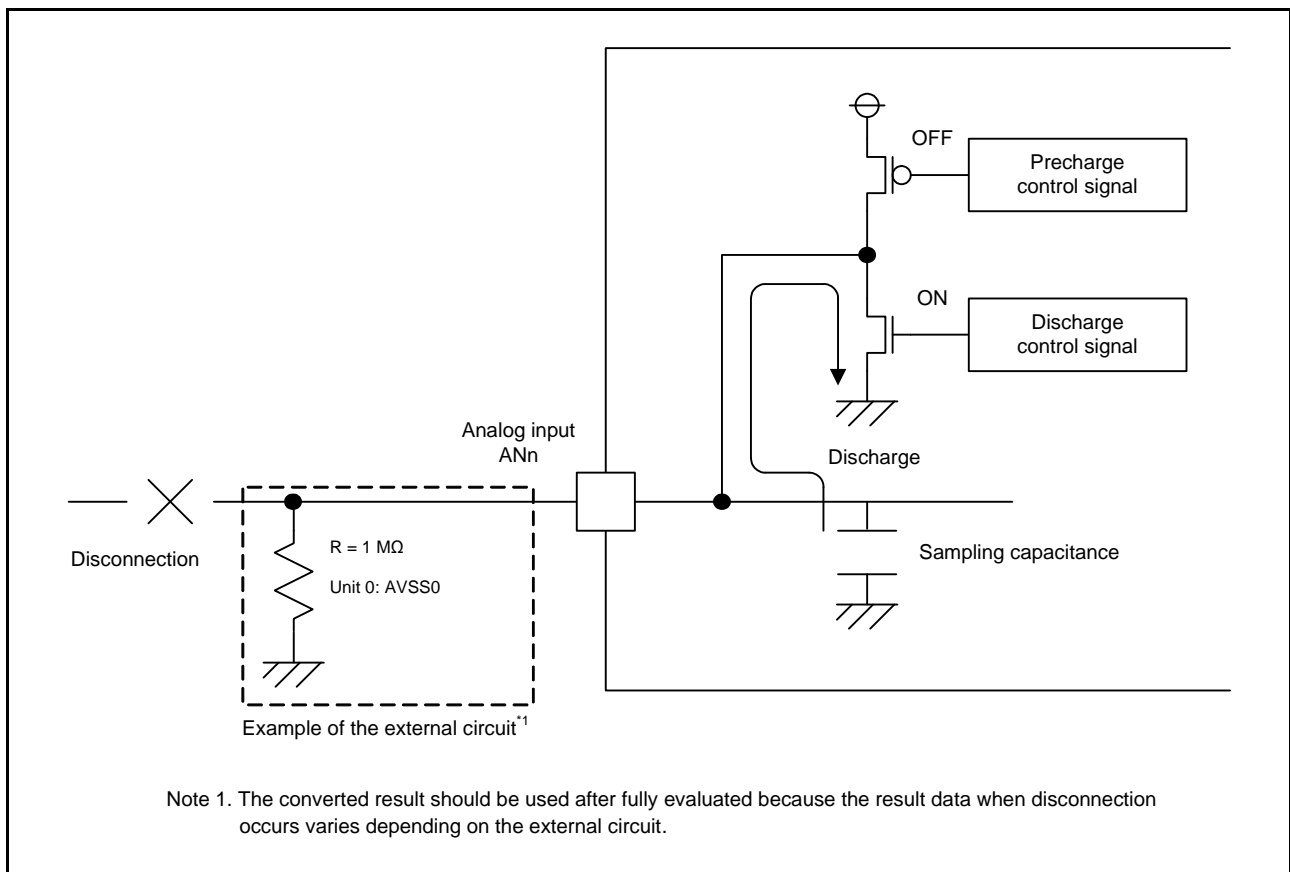 OFF
Precharge
control signal
ON
Discharge
control signal
Analog input
ANn
Discharge
Disconnection
R = 1 MΩ
Unit 0: AVSS0
Sampling capacitance
Example of the external circuit*1
Note 1. The converted result should be used after fully evaluated because the result data when disconnection
occurs varies depending on the external circuit.